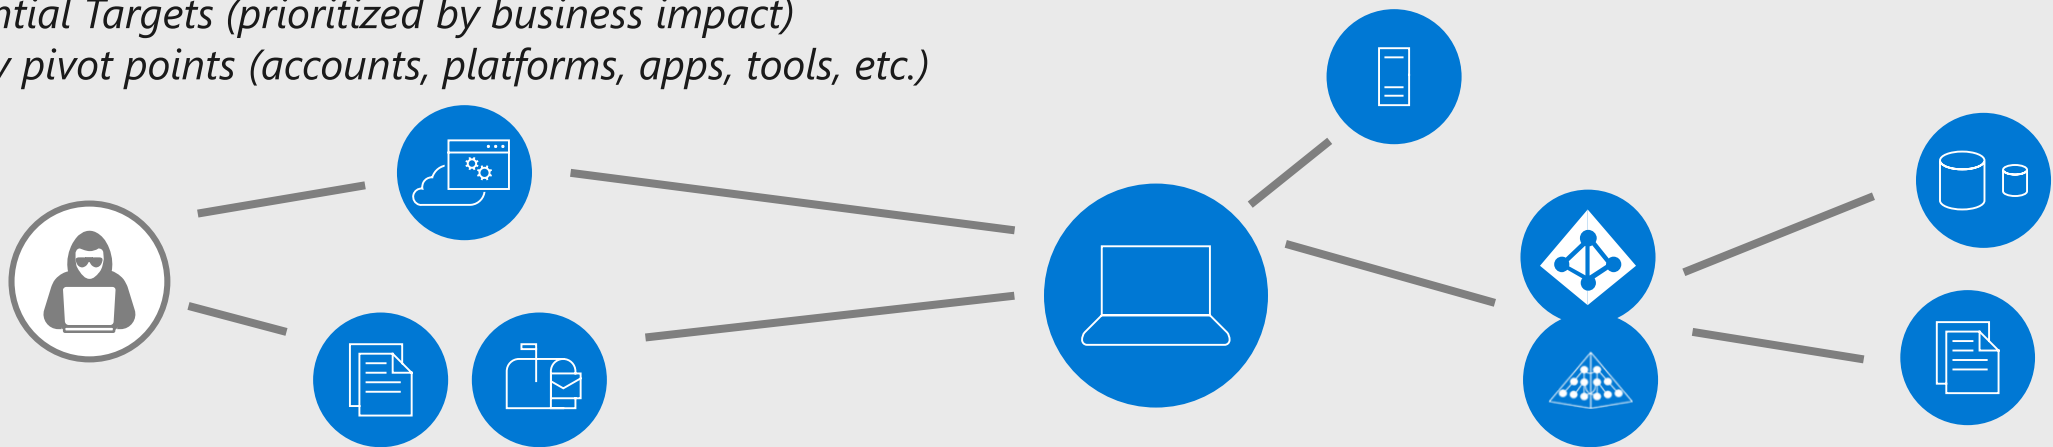 Targets (prioritized by business impact)
pivot points (accounts, platforms, apps, tools, etc.)